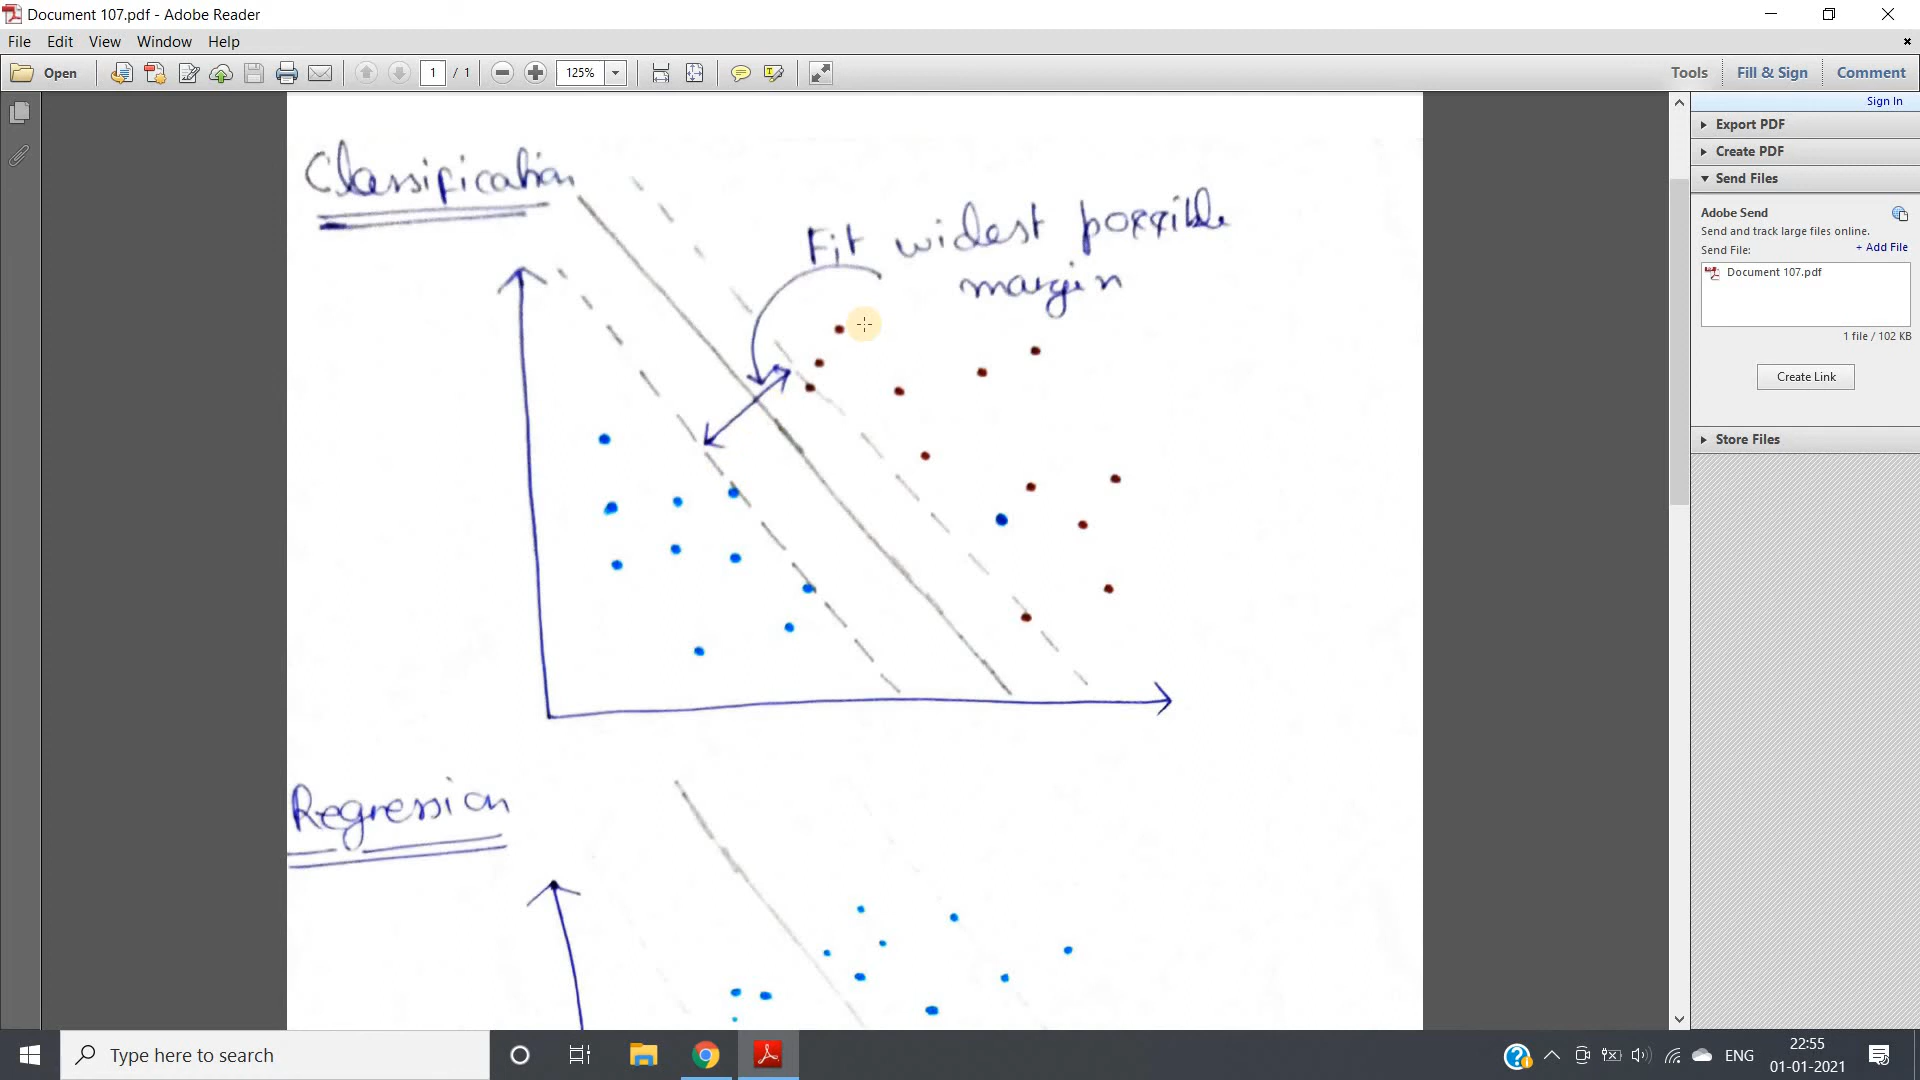 Document 107.pdf - Adobe Reader
File Edit View Window Help
Open 1 / 1 125% Tools Fill & Sign Comment
Sign In
Export PDF
Create PDF
Send Files
Adobe Send
Send and track large files online.
Send File: + Add File
Document 107.pdf
1 file / 102 KB
Create Link
Store Files
Classification
Fit widest possible
margin
Regression
Type here to search
ENG
22:55
01-01-2021